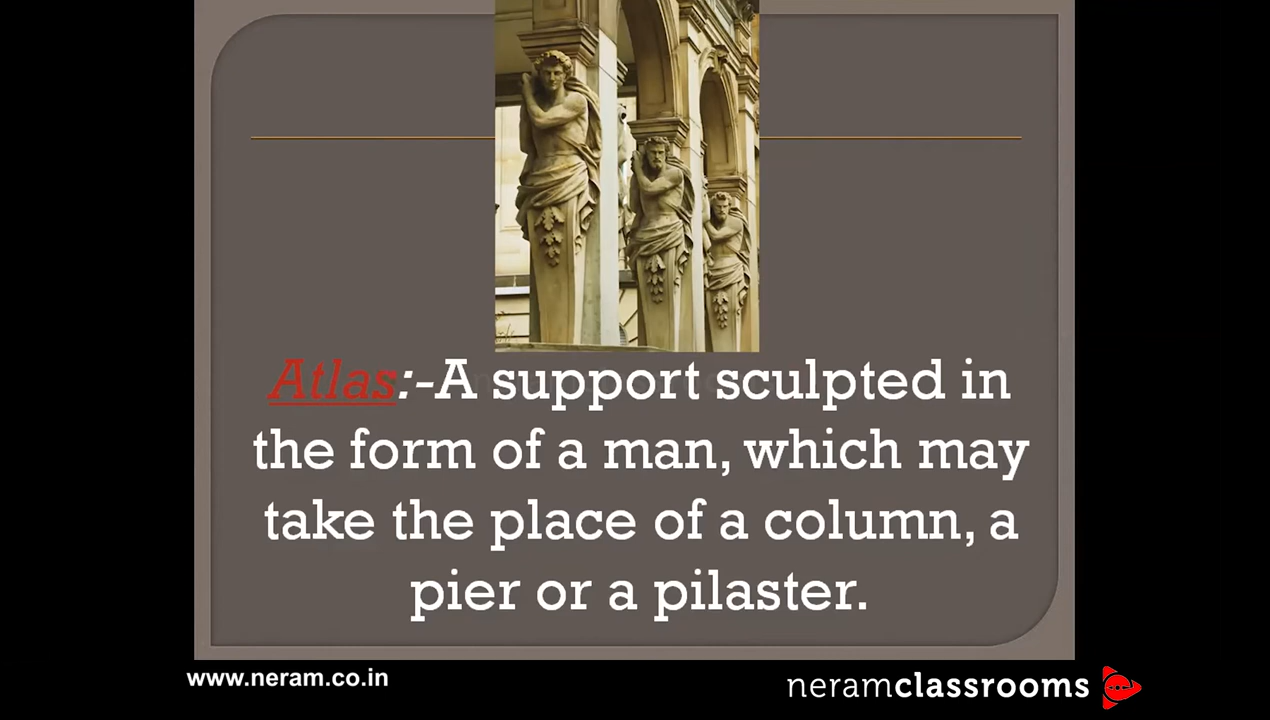 Atlas:-A support sculpted in
the form of a man, which may
take the place of a column, a
pier or a pilaster.
www.neram.co.in
neramclassrooms